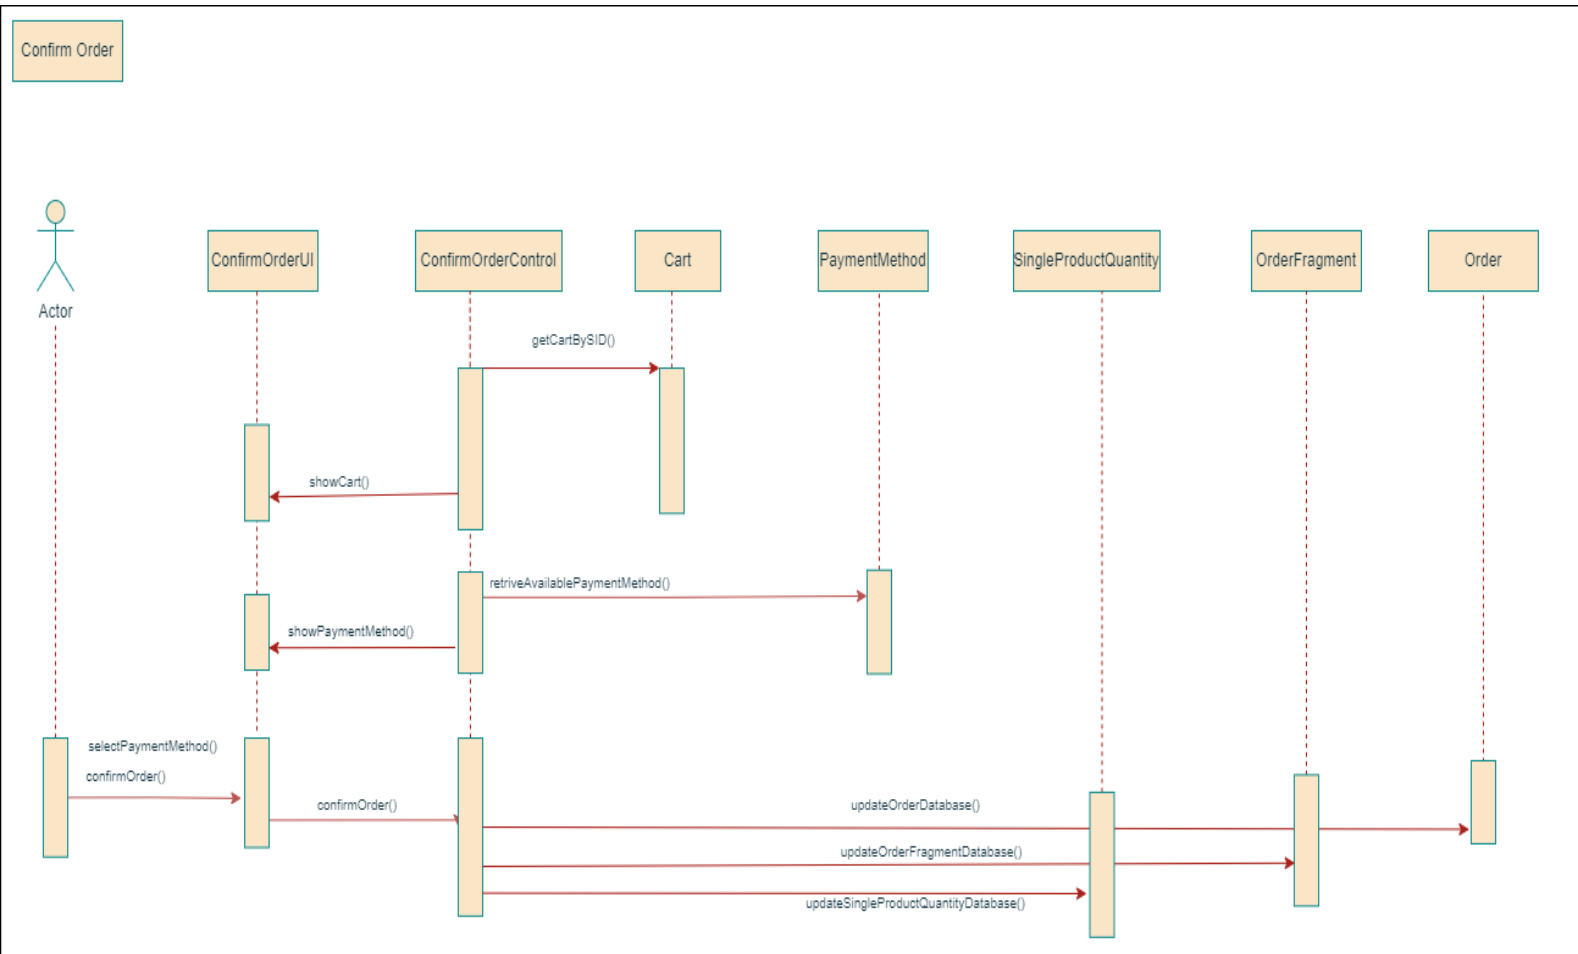 Confirm Order
Actor
ConfirmOrderUI
ConfirmOrderControl
Cart
PaymentMethod
SingleProductQuantity
OrderFragment
Order
getCartBySID()
showCart()
retriveAvailablePaymentMethod()
showPaymentMethod()
selectPaymentMethod()
confirmOrder()
confirmOrder()
updateOrderDatabase()
updateOrderFragmentDatabase()
updateSingleProductQuantityDatabase()